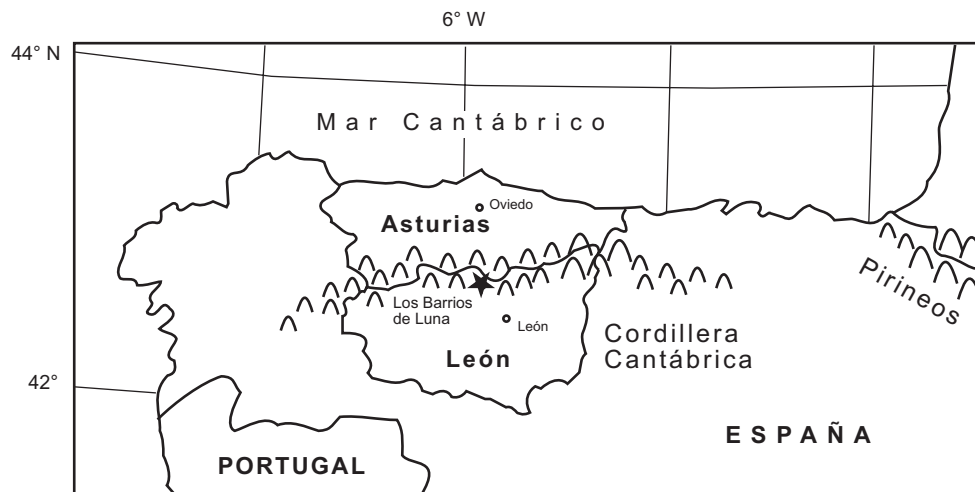 6° W
44° N
Mar Cantábrico
Oviedo
Asturias
Pirineos
Los Barrios
de Luna
León
Cordillera
Cantábrica
León
42°
ESPAÑA
PORTUGAL